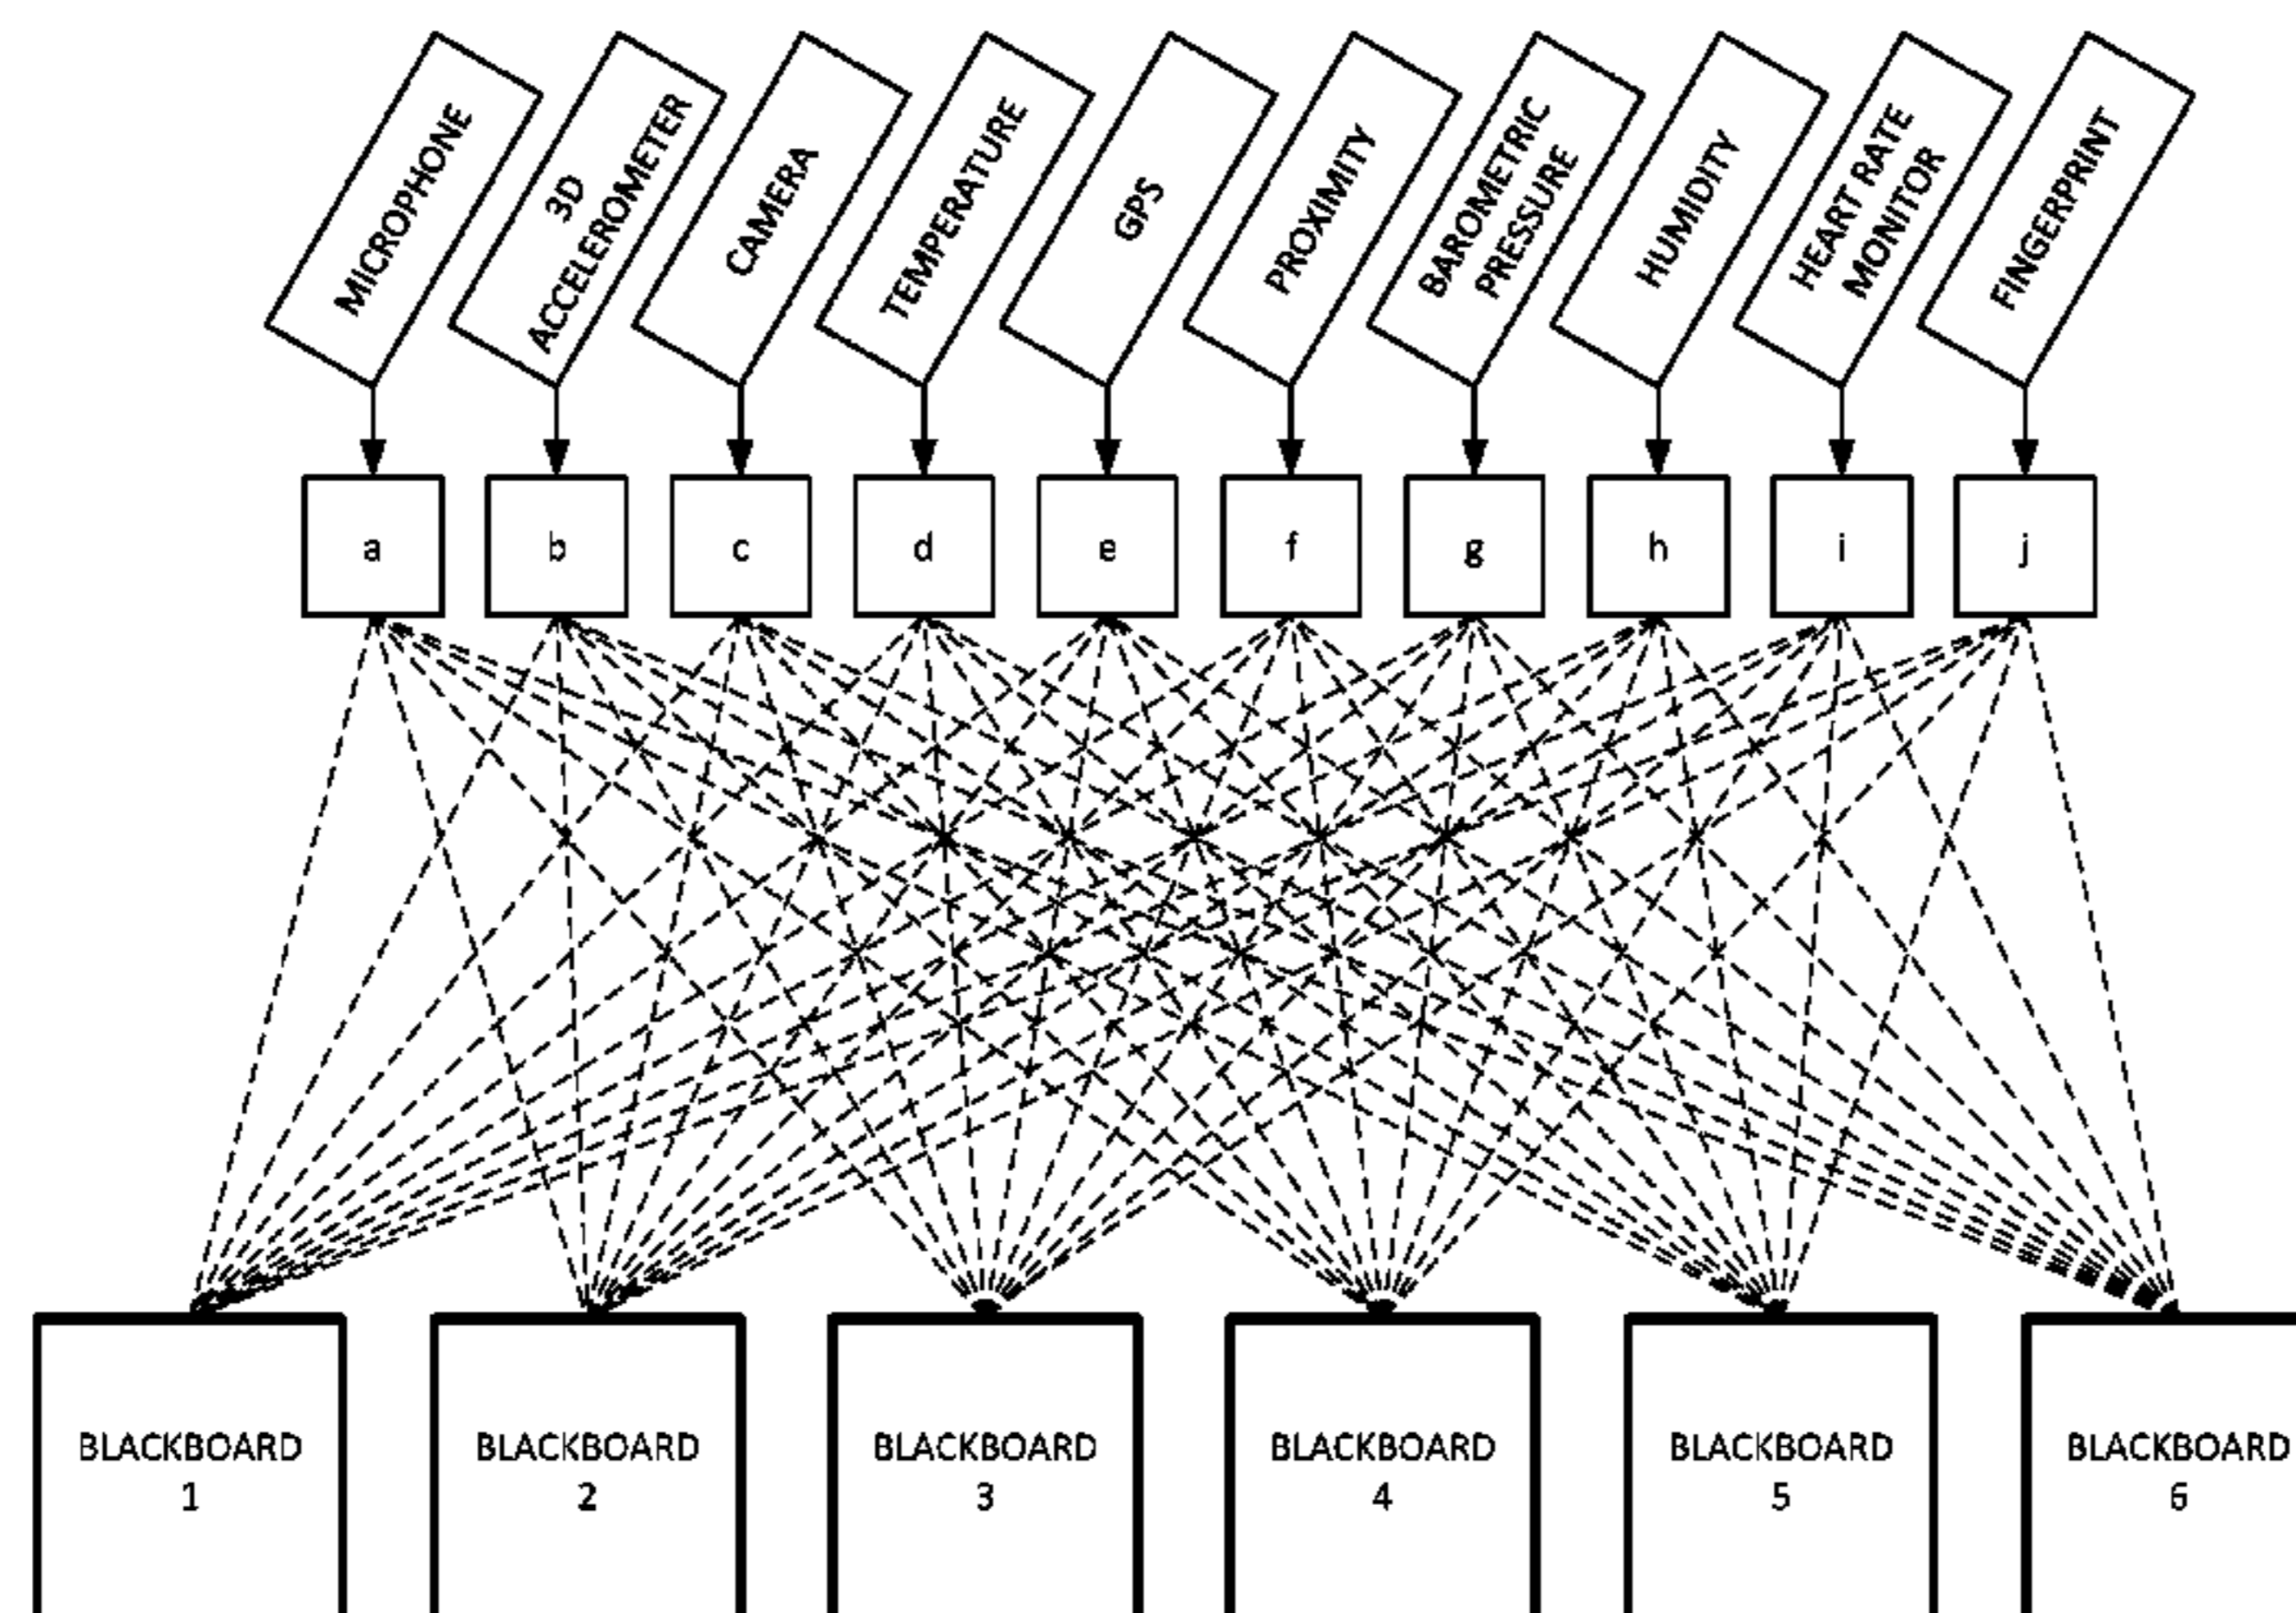 MICROPHONE
3D
ACCELEROMETER
CAMERA
TEMPERATURE
GPS
PROXIMITY
BAROMETRIC
PRESSURE
HUMIDITY
HEART RATE
MONITOR
FINGERPRINT
a
b
c
d
e
f
g
h
i
j
BLACKBOARD
1
BLACKBOARD
2
BLACKBOARD
3
BLACKBOARD
4
BLACKBOARD
5
BLACKBOARD
6